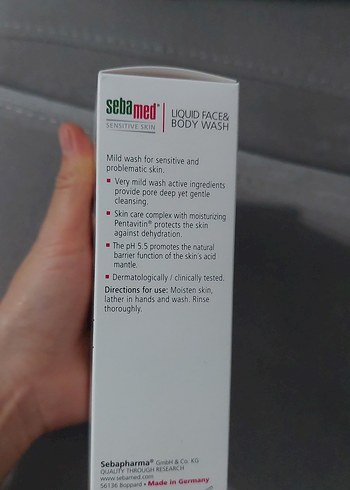 sebamed®
SENSITIVE SKIN
LIQUID FACE&
BODY WASH
Mild wash for sensitive and
problematic skin.
▪ Very mild wash active ingredients
provide pore deep yet gentle
cleansing.
▪ Skin care complex with moisturizing
Pentavitin® protects the skin
against dehydration.
▪ The pH 5.5 promotes the natural
barrier function of the skin's acid
mantle.
▪ Dermatologically / clinically tested.
Directions for use: Moisten skin,
lather in hands and wash. Rinse
thoroughly.
Sebapharma® GmbH & Co. KG
QUALITY THROUGH RESEARCH
www.sebamed.com
56136 Boppard • Made in Germany